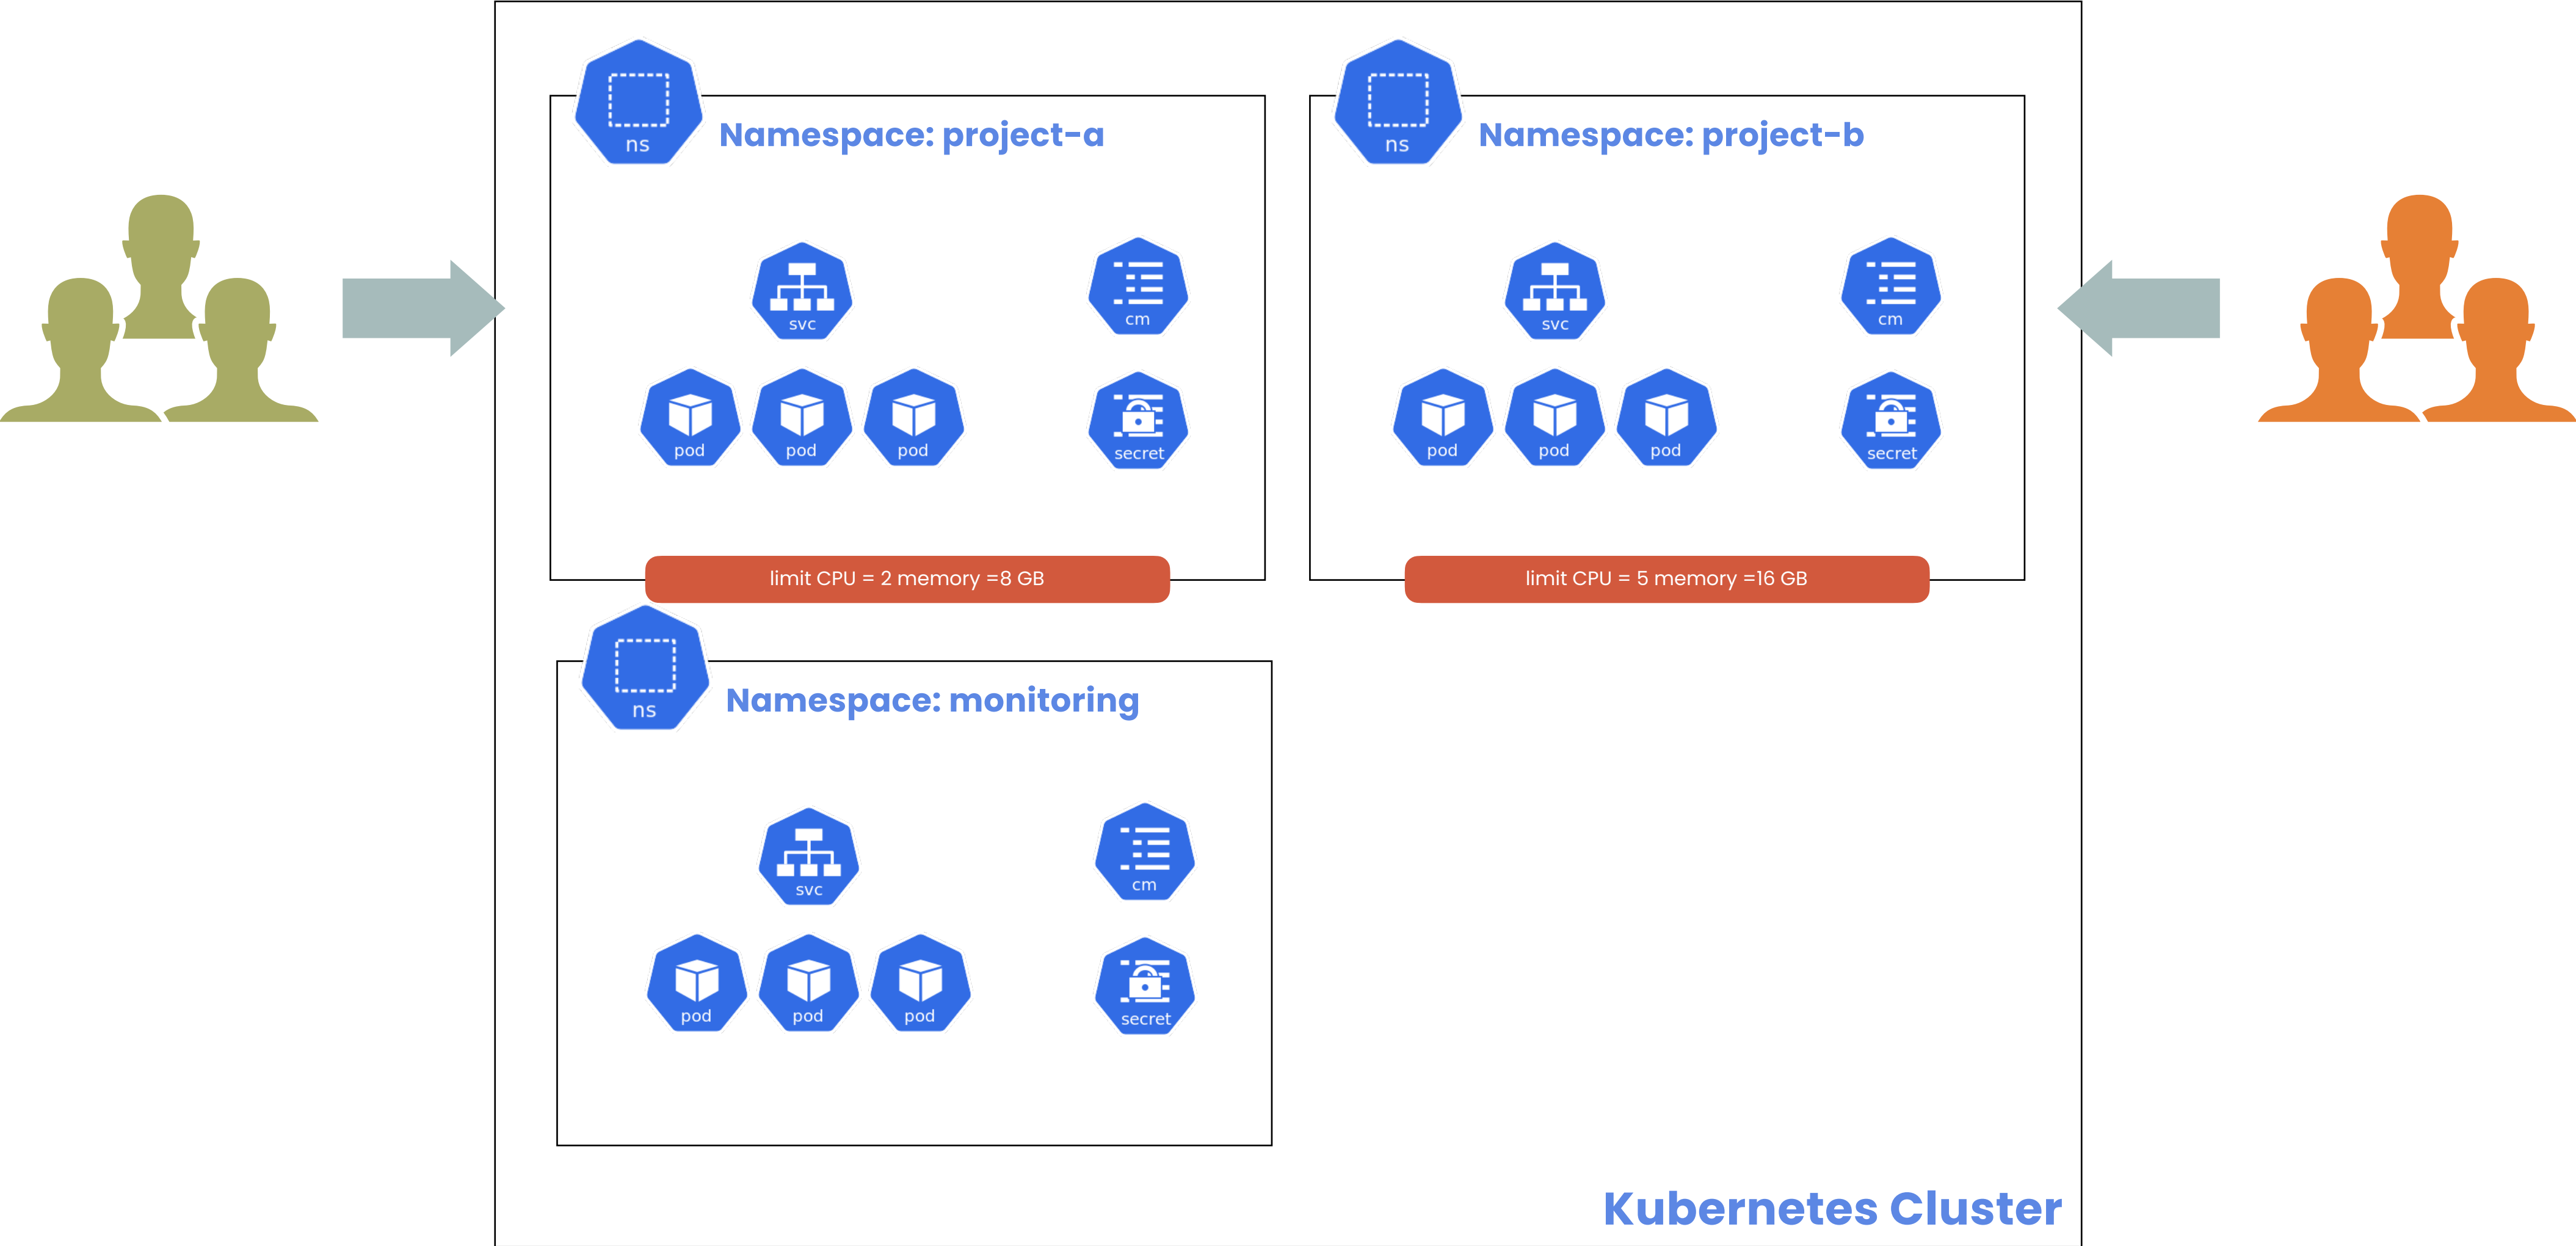 ns
Namespace: project-a
svc
cm
pod
pod
pod
secret
limit CPU = 2 memory =8 GB
ns
Namespace: project-b
svc
cm
pod
pod
pod
secret
limit CPU = 5 memory =16 GB
ns
Namespace: monitoring
svc
cm
pod
pod
pod
secret
Kubernetes Cluster